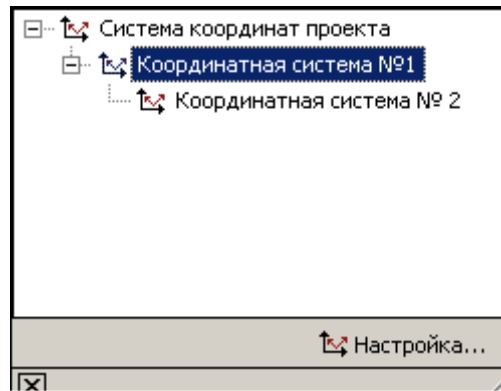 Система координат проекта
Координатная система №1
Координатная система № 2
Настройка...